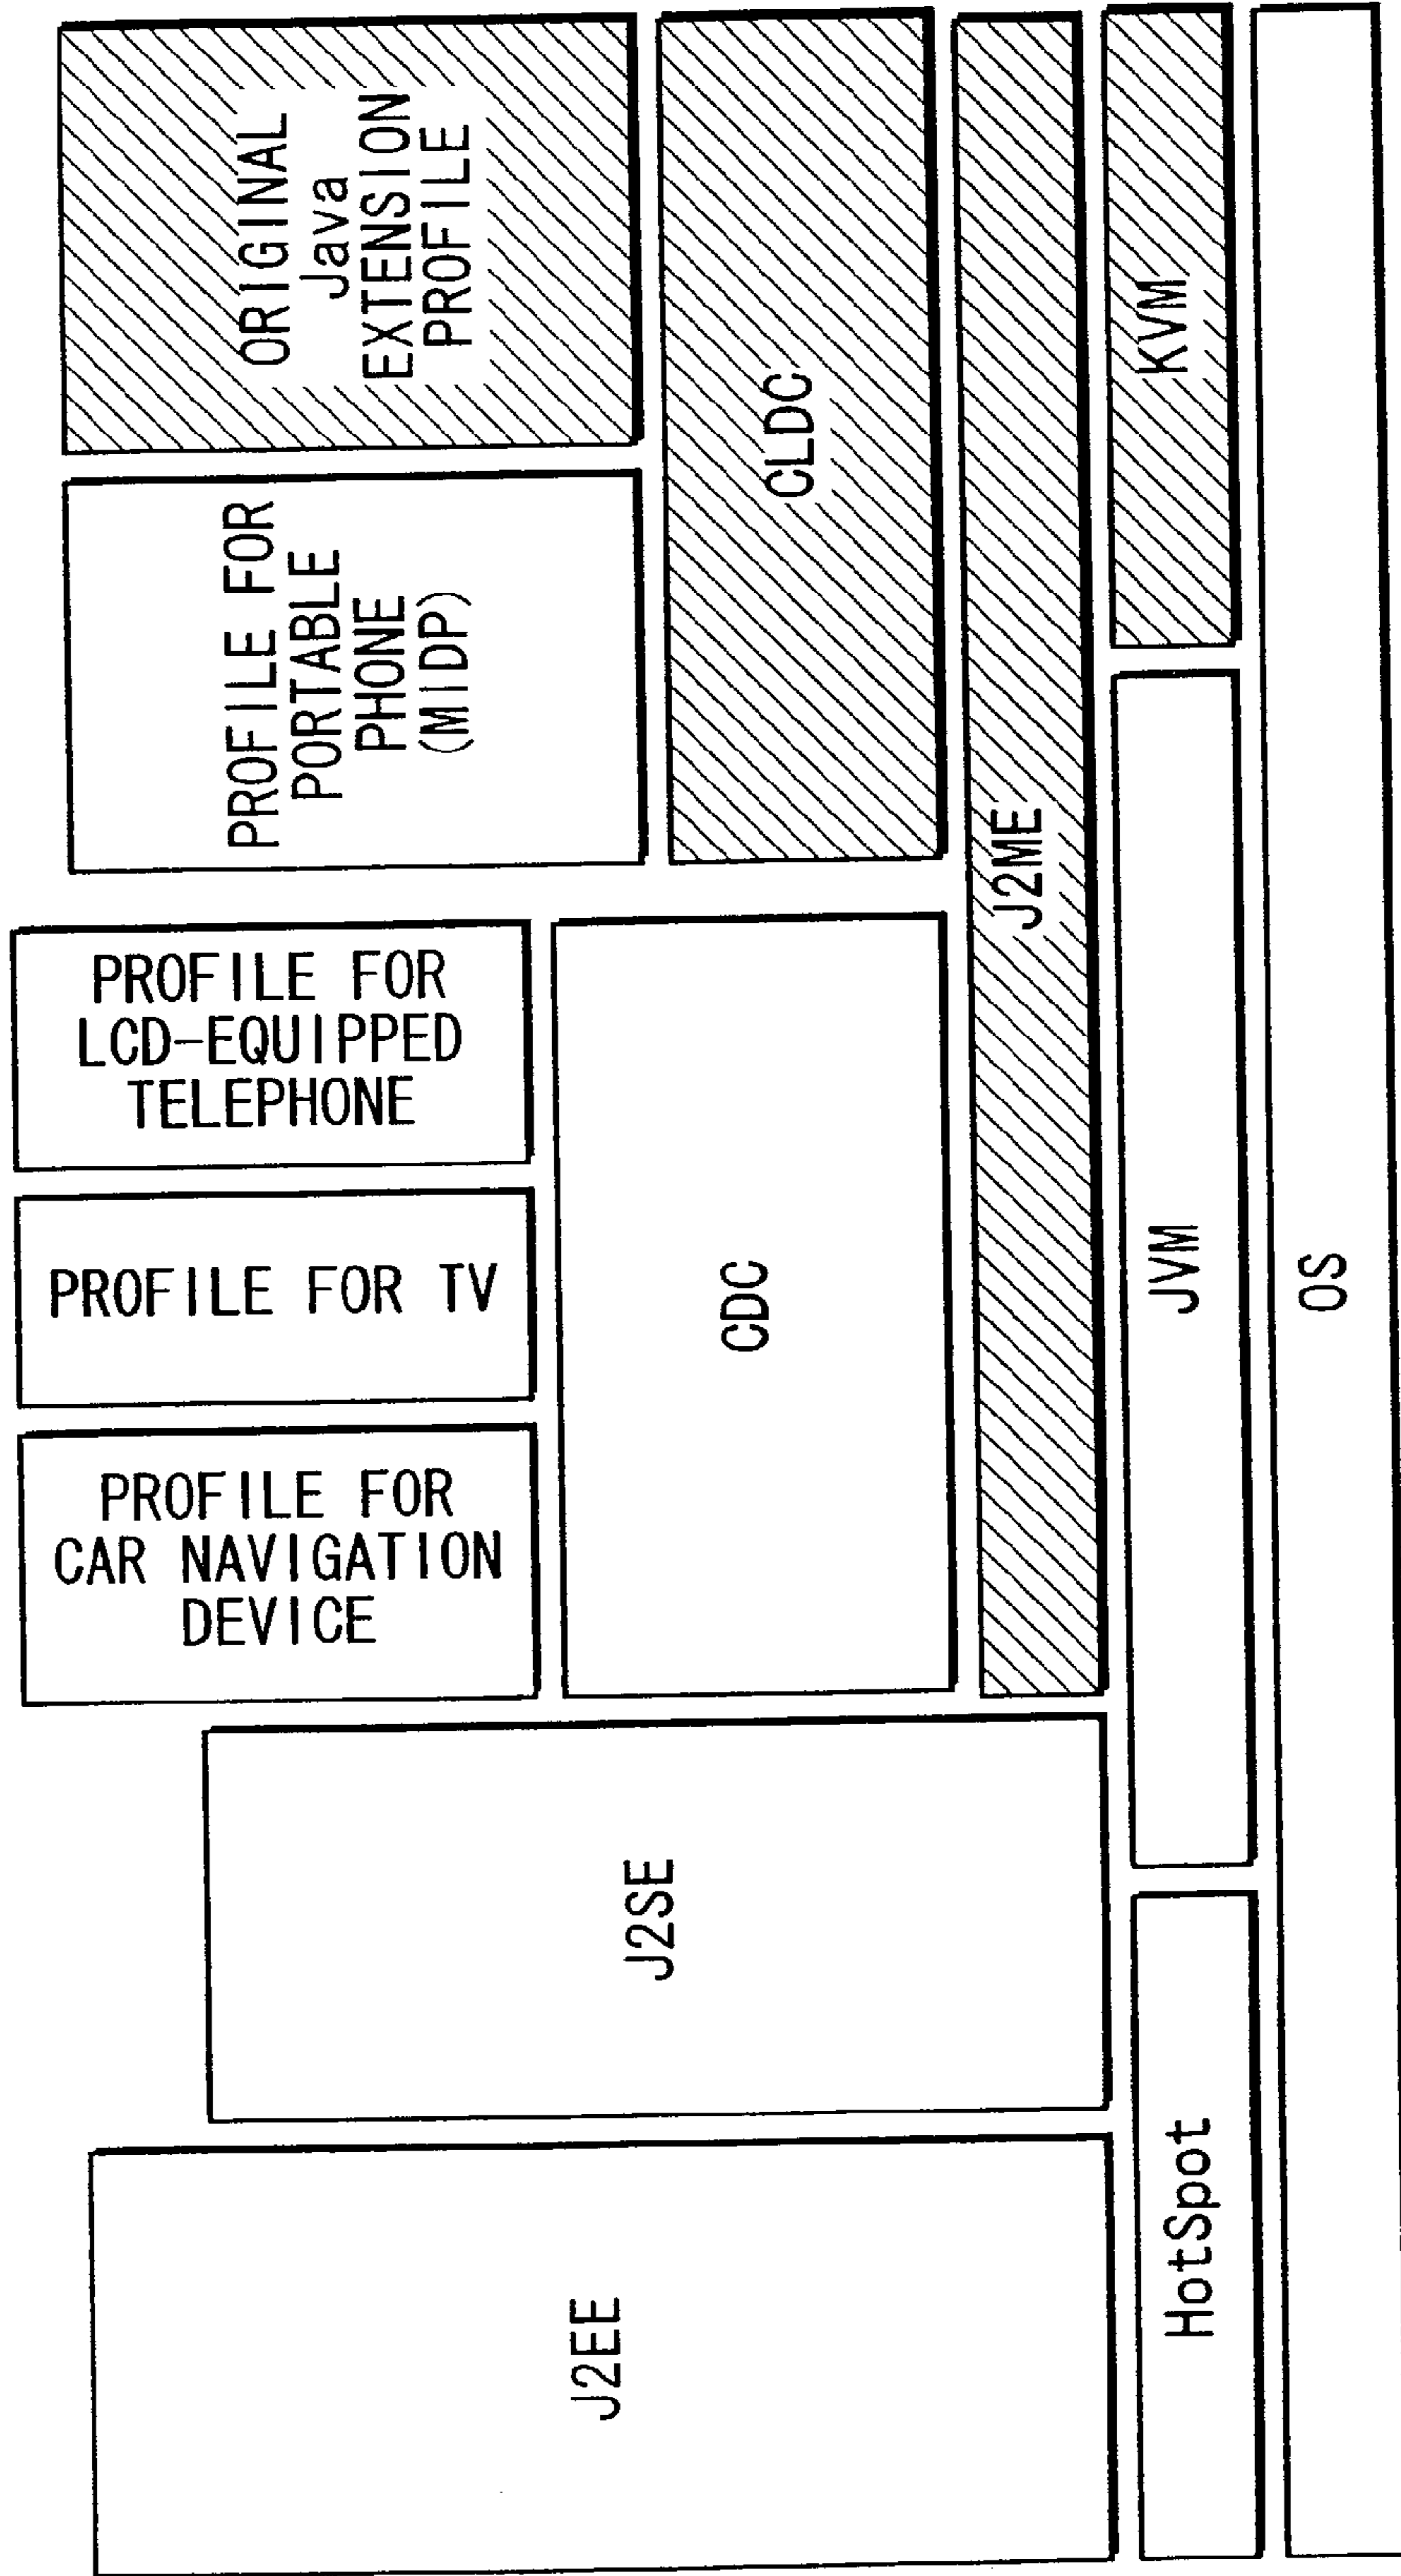 PROFILE FOR
CAR NAVIGATION
DEVICE
PROFILE FOR TV
PROFILE FOR
LCD-EQUIPPED
TELEPHONE
PROFILE FOR
PORTABLE
PHONE
(MIDP)
ORIGINAL
Java
EXTENSION
PROFILE
J2EE
J2SE
CDC
CLDC
J2ME
HotSpot
JVM
KVM
OS